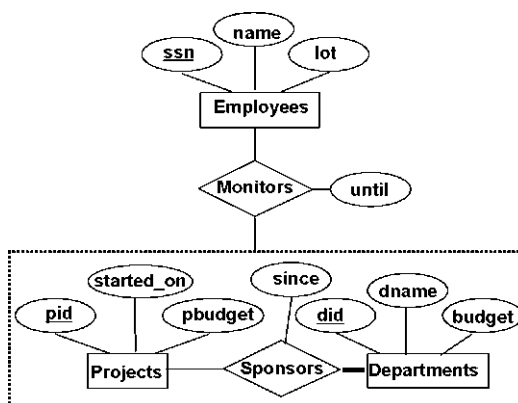 name
ssn
lot
Employees
Monitors
until
started_on
since
dname
pid
pbudget
did
budget
Projects
Sponsors
Departments